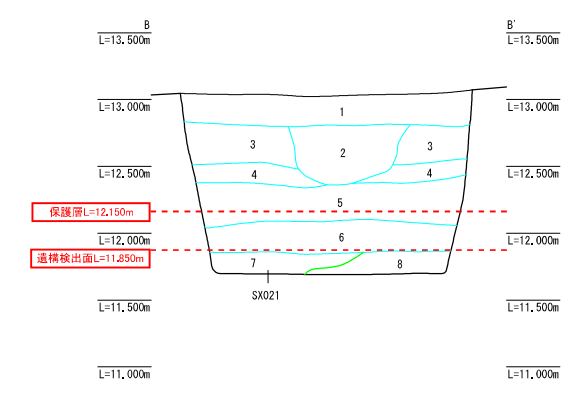 B B'
L=13.500m L=13.500m
L=13.000m L=13.000m
1
3 2 3
4 4
L=12.500m L=12.500m
5
保護層L=12.150m
6
L=12.000m L=12.000m
遺構検出面L=11.850m
7 8
SX021
L=11.500m L=11.500m
L=11.000m L=11.000m